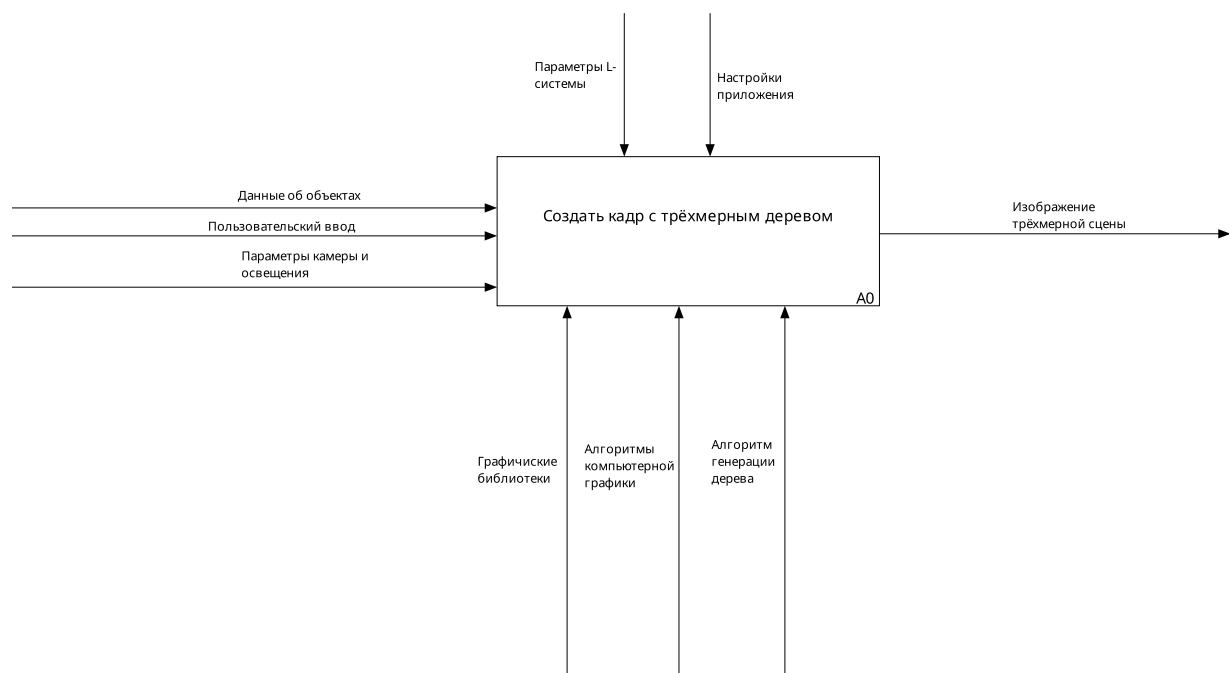 Параметры L-
системы
Настройки
приложения
Данные об объектах
Пользовательский ввод
Параметры камеры и
освещения
Создать кадр с трёхмерным деревом
A0
Изображение
трёхмерной сцены
Графичиские
библиотеки
Алгоритмы
компьютерной
графики
Алгоритм
генерации
дерева